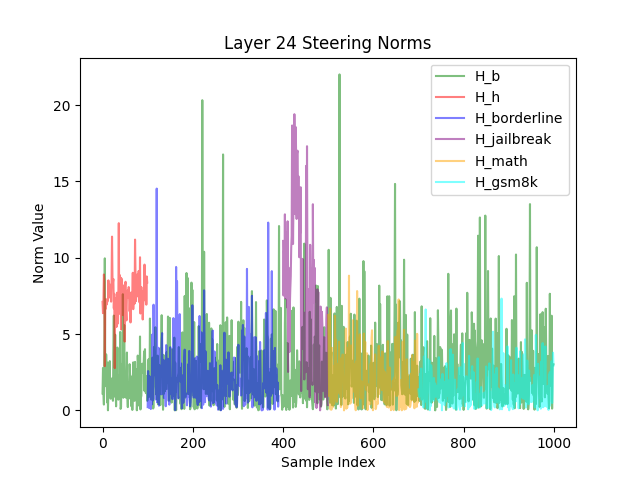 Layer 24 Steering Norms
Norm Value
20
15
10
5
0
0
200
400
600
800
1000
Sample Index
H_b
H_h
H_borderline
H_jailbreak
H_math
H_gsm8k